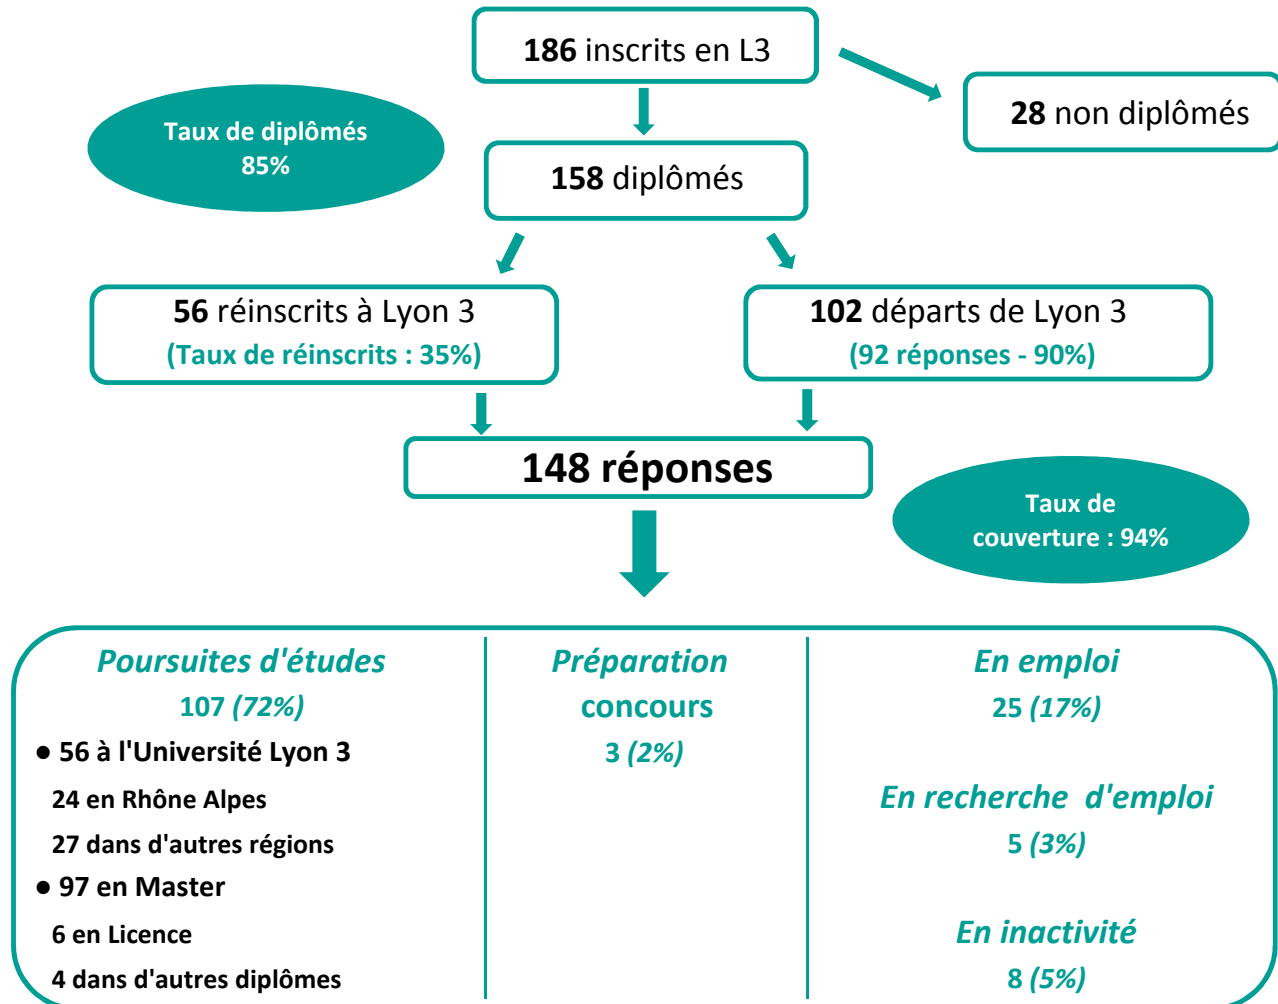 186 inscrits en L3
28 non diplômés
Taux de diplômés
85%
158 diplômés
56 réinscrits à Lyon 3
(Taux de réinscrits : 35%)
102 départs de Lyon 3
(92 réponses - 90%)
148 réponses
Taux de
couverture : 94%
Poursuites d'études
107 (72%)
● 56 à l'Université Lyon 3
24 en Rhône Alpes
27 dans d'autres régions
● 97 en Master
6 en Licence
4 dans d'autres diplômes
Préparation
concours
3 (2%)
En emploi
25 (17%)
En recherche d'emploi
5 (3%)
En inactivité
8 (5%)